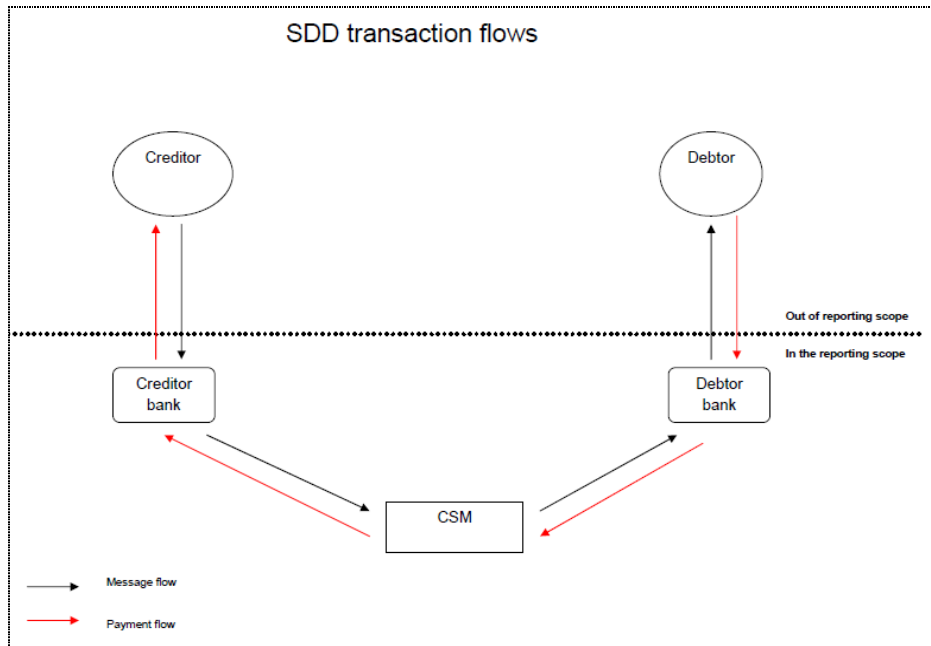 SDD transaction flows
Creditor
Debtor
Out of reporting scope
In the reporting scope
Creditor
bank
Debtor
bank
CSM
Message flow
Payment flow